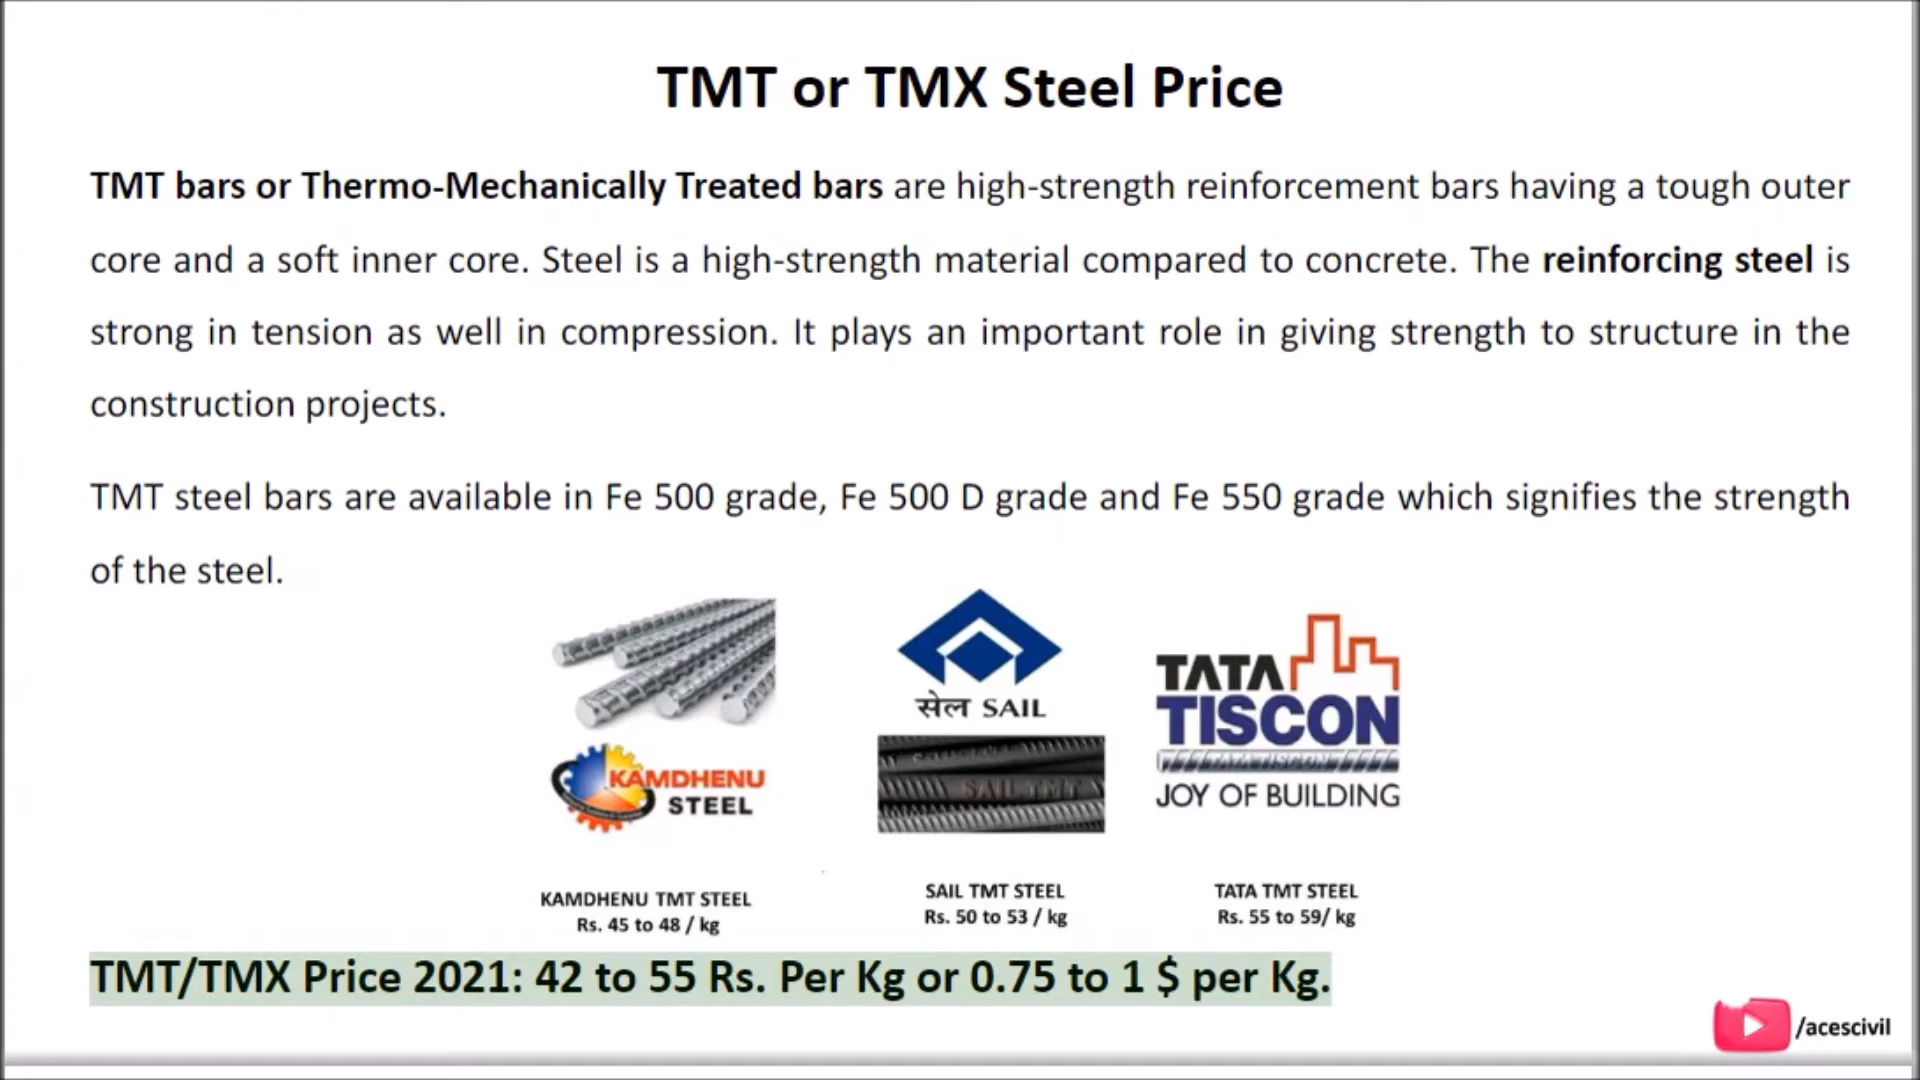 TMT or TMX Steel Price
TMT bars or Thermo-Mechanically Treated bars are high-strength reinforcement bars having a tough outer
core and a soft inner core. Steel is a high-strength material compared to concrete. The reinforcing steel is
strong in tension as well in compression. It plays an important role in giving strength to structure in the
construction projects.
TMT steel bars are available in Fe 500 grade, Fe 500 D grade and Fe 550 grade which signifies the strength
of the steel.
KAMDHENU
STEEL
सेल SAIL
SAIL TMT
TATA
TISCON
TATA TISCON
JOY OF BUILDING
KAMDHENU TMT STEEL
Rs. 45 to 48 / kg
SAIL TMT STEEL
Rs. 50 to 53 / kg
TATA TMT STEEL
Rs. 55 to 59/ kg
TMT/TMX Price 2021: 42 to 55 Rs. Per Kg or 0.75 to 1 $ per Kg.
/acescivil